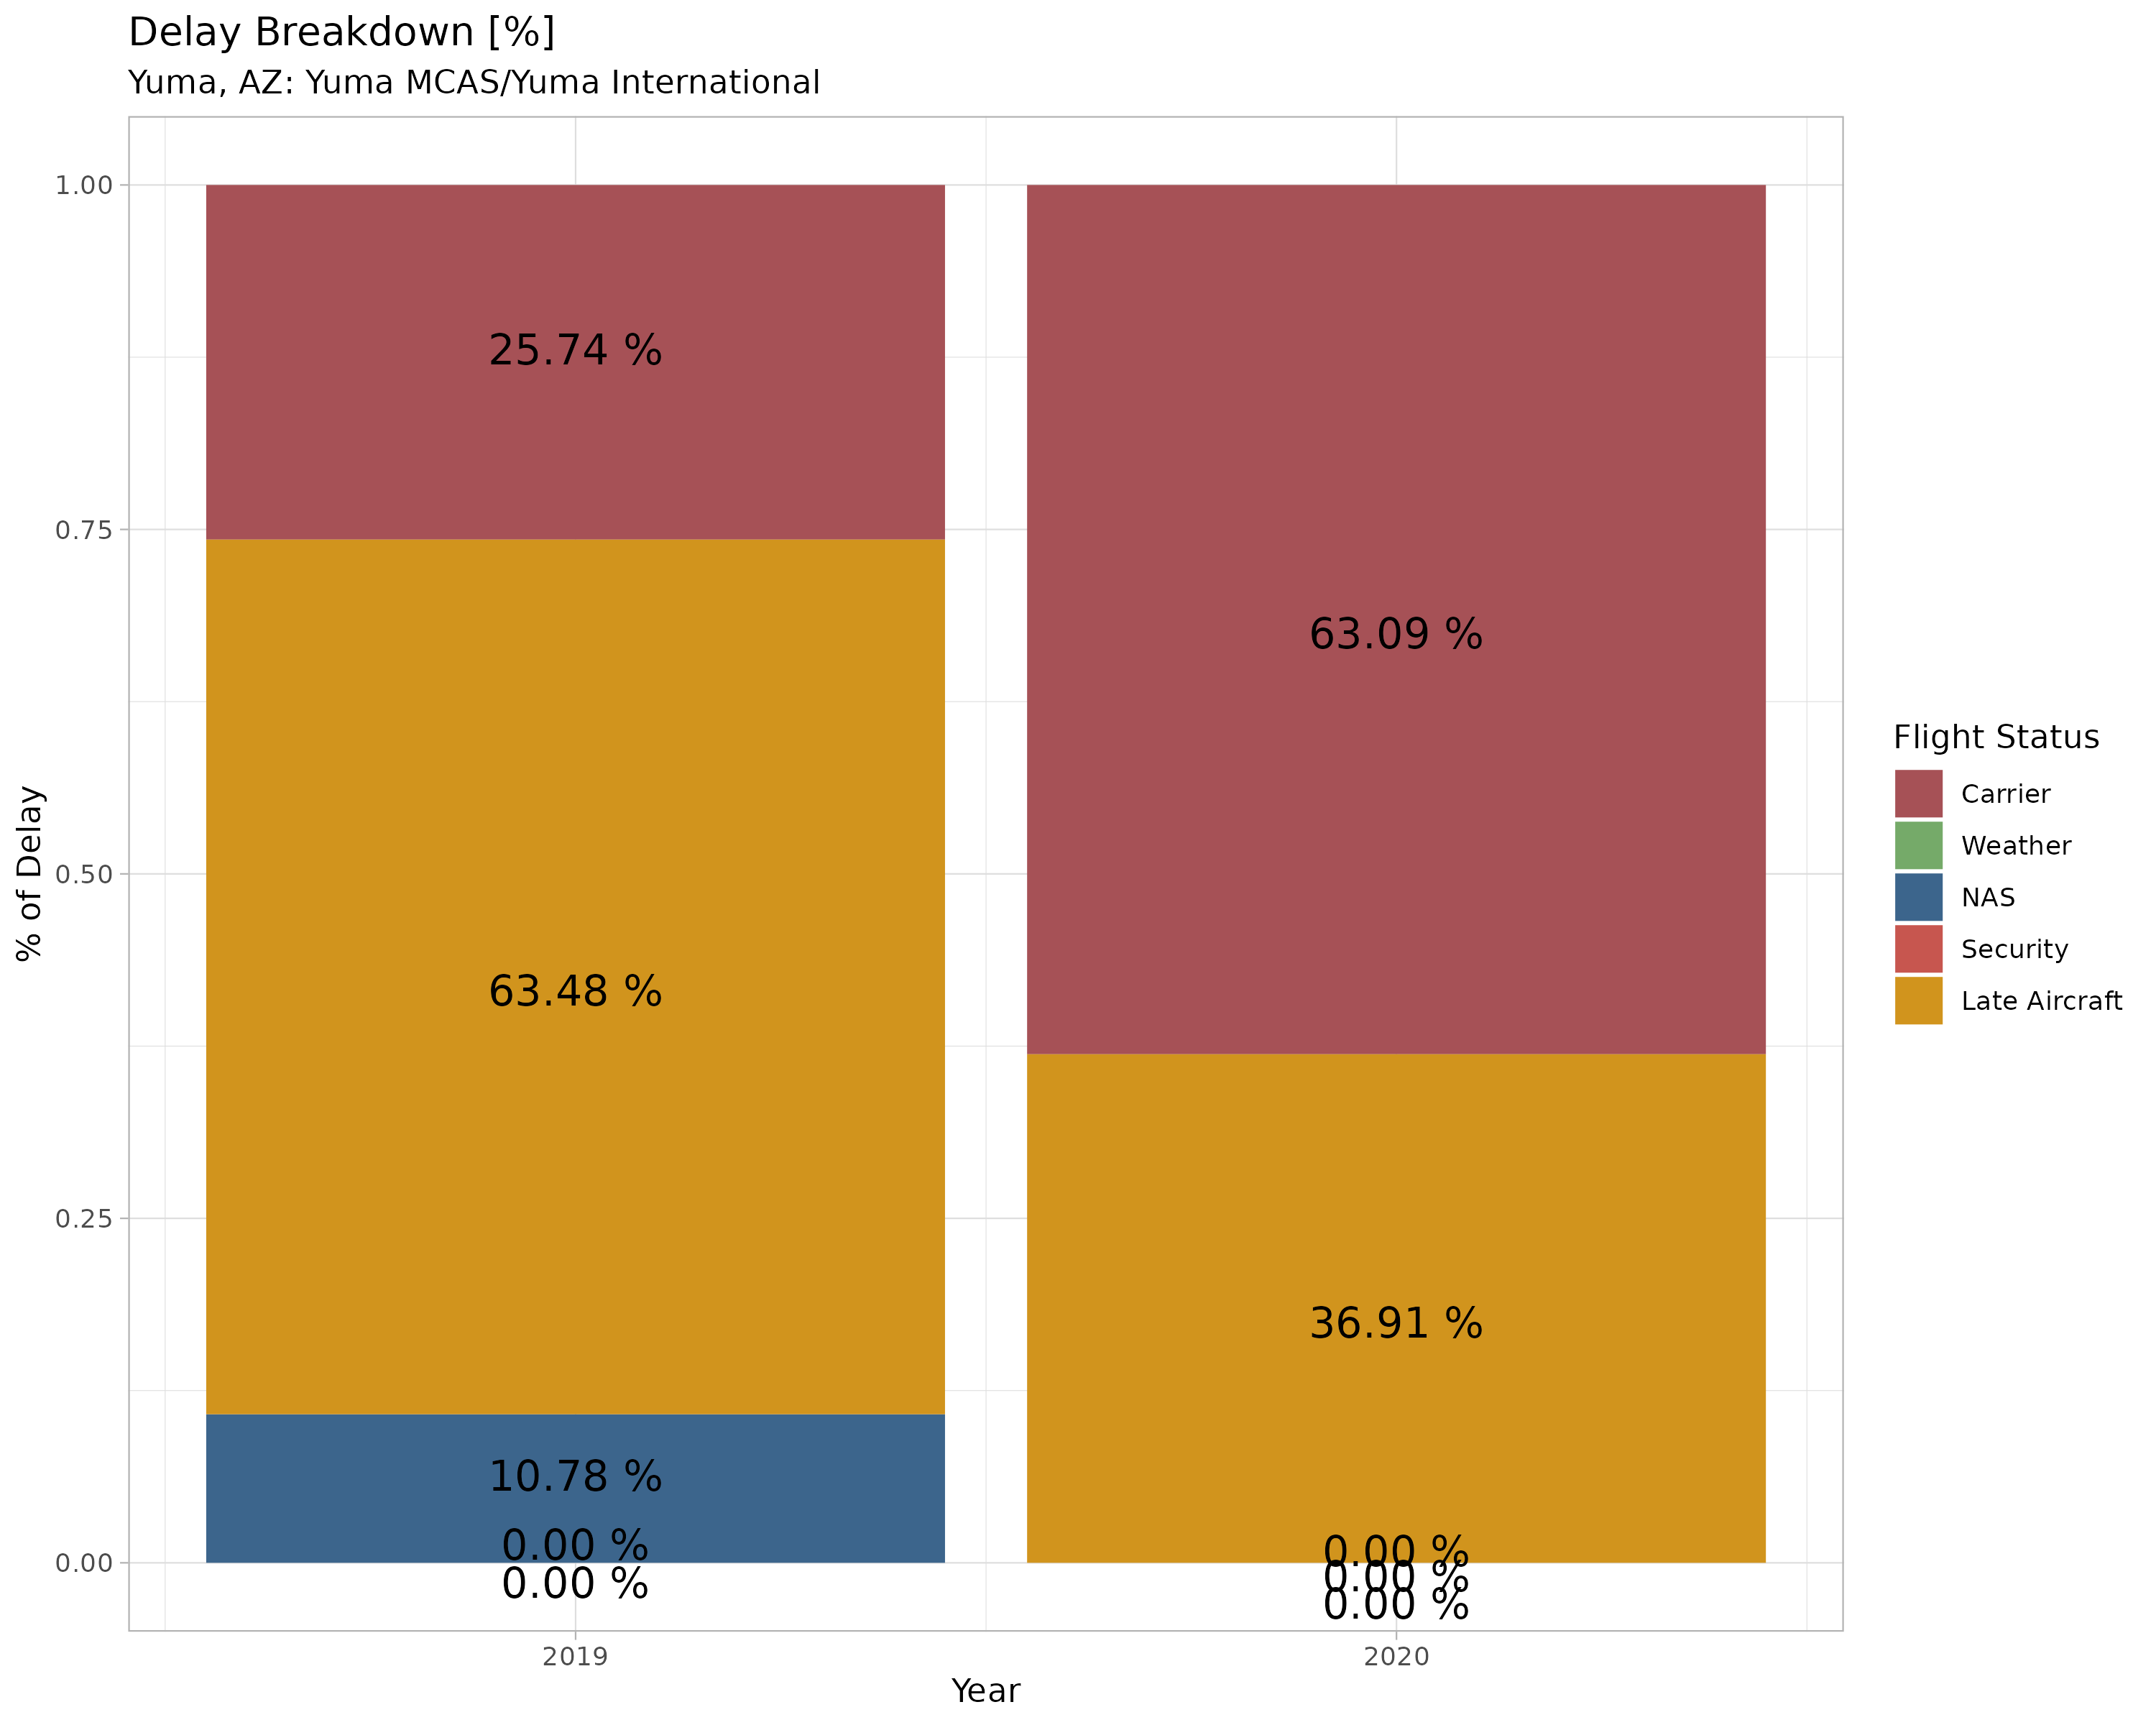 Delay Breakdown [%]
Yuma, AZ: Yuma MCAS/Yuma International
% of Delay
1.00
0.75
0.50
0.25
0.00
25.74 %
63.48 %
10.78 %
0.00 %
0.00 %
63.09 %
36.91 %
0.00 %
0.00 %
0.00 %
2019
2020
Year
Flight Status
Carrier
Weather
NAS
Security
Late Aircraft